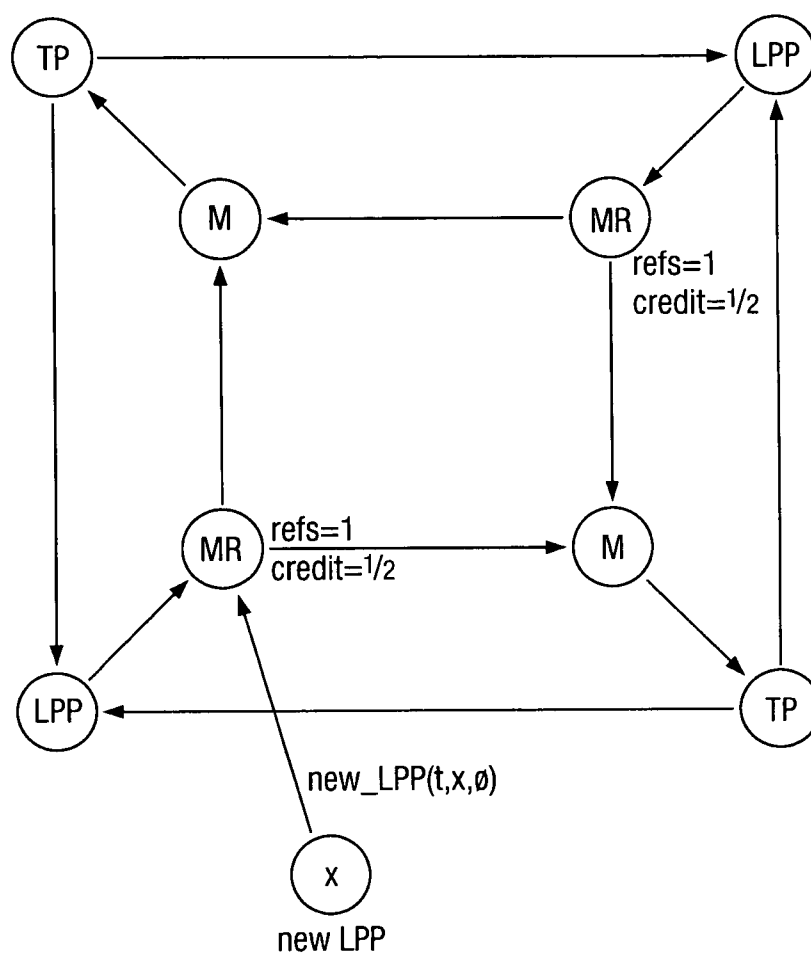 TP
LPP
M
MR
refs=1
credit=1/2
MR
refs=1
credit=1/2
M
LPP
TP
new_LPP(t,x,ø)
x
new LPP